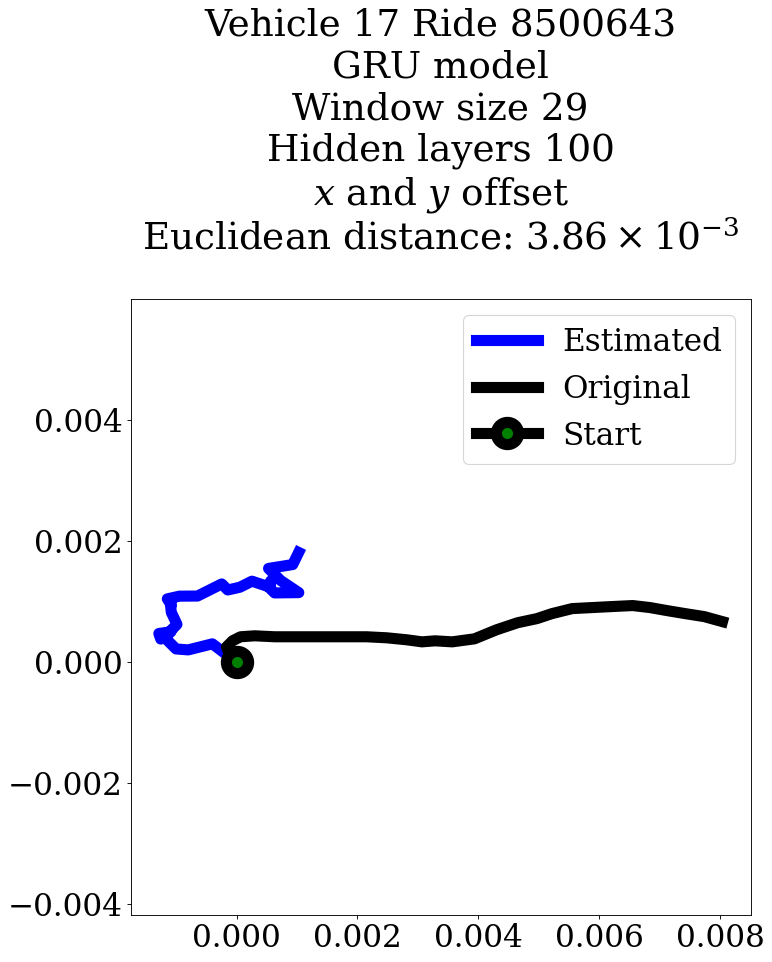 Vehicle 17 Ride 8500643
GRU model
Window size 29
Hidden layers 100
x and y offset
Euclidean distance: 3.86 × 10⁻³
Estimated
Original
Start
0.004
0.002
0.000
−0.002
−0.004
0.000 0.002 0.004 0.006 0.008